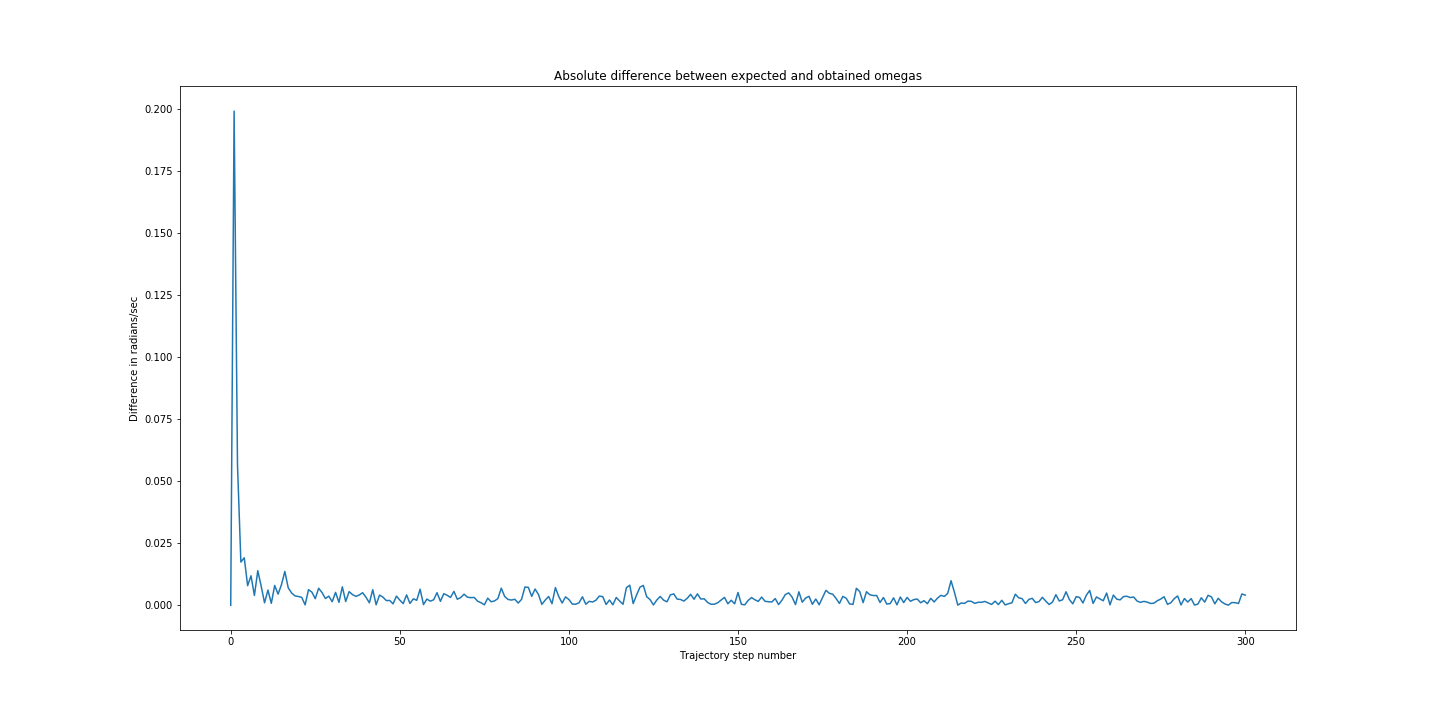 Absolute difference between expected and obtained omegas
0.200
0.175
0.150
0.125
0.100
0.075
0.050
0.025
0.000
Difference in radians/sec
0 50 100 150 200 250 300
Trajectory step number